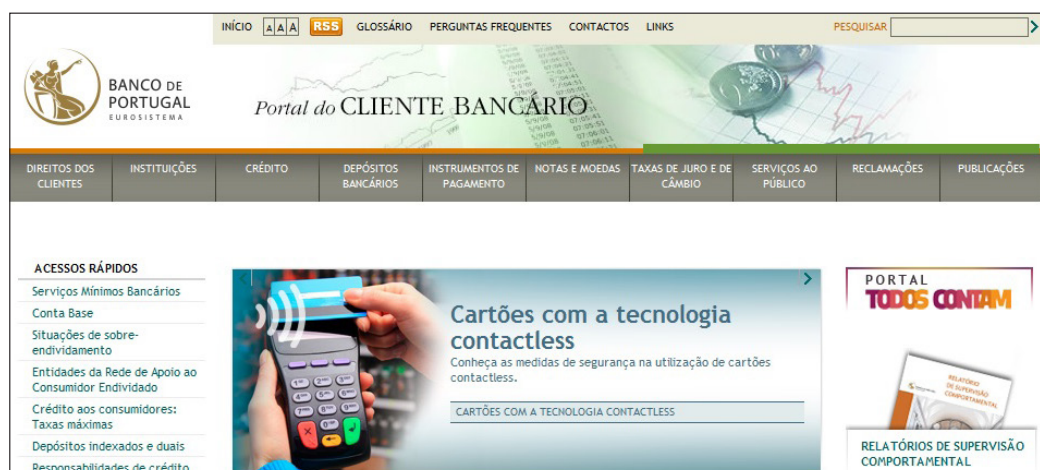 INÍCIO A A A RSS GLOSSÁRIO PERGUNTAS FREQUENTES CONTACTOS LINKS PESQUISAR
BANCO DE
PORTUGAL
EUROSISTEMA
Portal do CLIENTE BANCÁRIO
DIREITOS DOS
CLIENTES
INSTITUIÇÕES
CRÉDITO
DEPÓSITOS
BANCÁRIOS
INSTRUMENTOS DE
PAGAMENTO
NOTAS E MOEDAS
TAXAS DE JURO E DE
CÂMBIO
SERVIÇOS AO
PÚBLICO
RECLAMAÇÕES
PUBLICAÇÕES
ACESSOS RÁPIDOS
Serviços Mínimos Bancários
Conta Base
Situações de sobre-
endividamento
Entidades da Rede de Apoio ao
Consumidor Endividado
Crédito aos consumidores:
Taxas máximas
Depósitos indexados e duais
Responsabilidades de crédito
Cartões com a tecnologia
contactless
Conheça as medidas de segurança na utilização de cartões
contactless.
CARTÕES COM A TECNOLOGIA CONTACTLESS
PORTAL
TODOS CONTAM
RELATÓRIO
DE SUPERVISÃO
COMPORTAMENTAL
RELATÓRIOS DE SUPERVISÃO
COMPORTAMENTAL